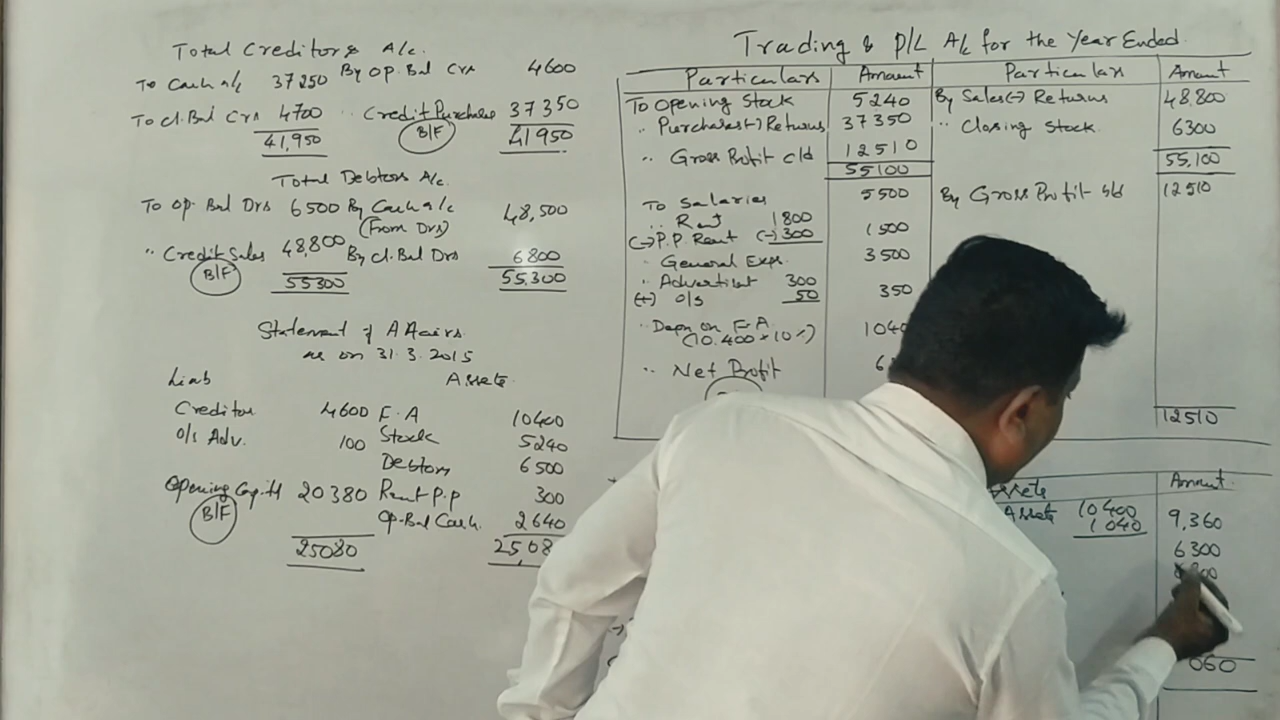 Total Creditors A/c.
To Cash a/c 37250 By Op. Bal Crs 4600
To Cl. Bal Crs 4700 " Credit Purchase 37350
B/F
41,950 41950
Total Debtors A/c.
To Op. Bal Drs 6500 By Cash a/c 48,500
(From Drs)
" Credit Sales 48,800 By Cl. Bal Drs 6800
B/F
55300 55,300
Statement of Affairs
as on 31.3.2015
Liab Assets
Creditor 4600 F.A 10400
O/s Adv. 100 Stock 5240
Debtors 6500
Opening Capitl 20380 Rent P.P 300
B/F
Op. Bal Cash. 2640
25080
Trading & P/L A/c for the Year Ended
Particulars Amount Particulars Amount
To Opening Stock 5240 By Sales(-) Returns 48,800
" Purchases(-) Returns 37350 " Closing Stock. 6300
" Gross Profit c/d 12510
55100 55,100
To Salaries 5500 By Gross Profit b/d 12510
" Rent 1800
(-) P.P. Rent (-) 300 1500
" General Exp. 3500
" Advertist 300
(+) O/s 50 350
" Depn on F.A
(10.400 x 10%)
" Net Profit
12510
Amount
Assets 10400
1040 9,360
6300